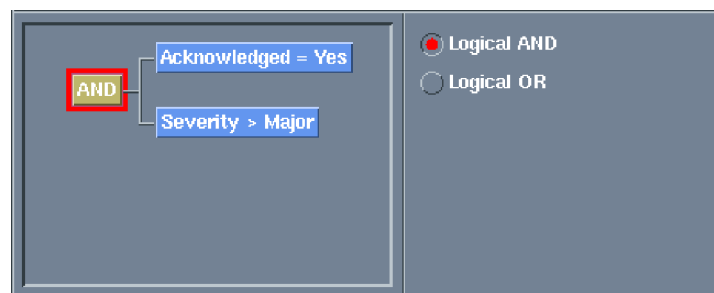 Acknowledged = Yes
AND
Severity > Major
Logical AND
Logical OR